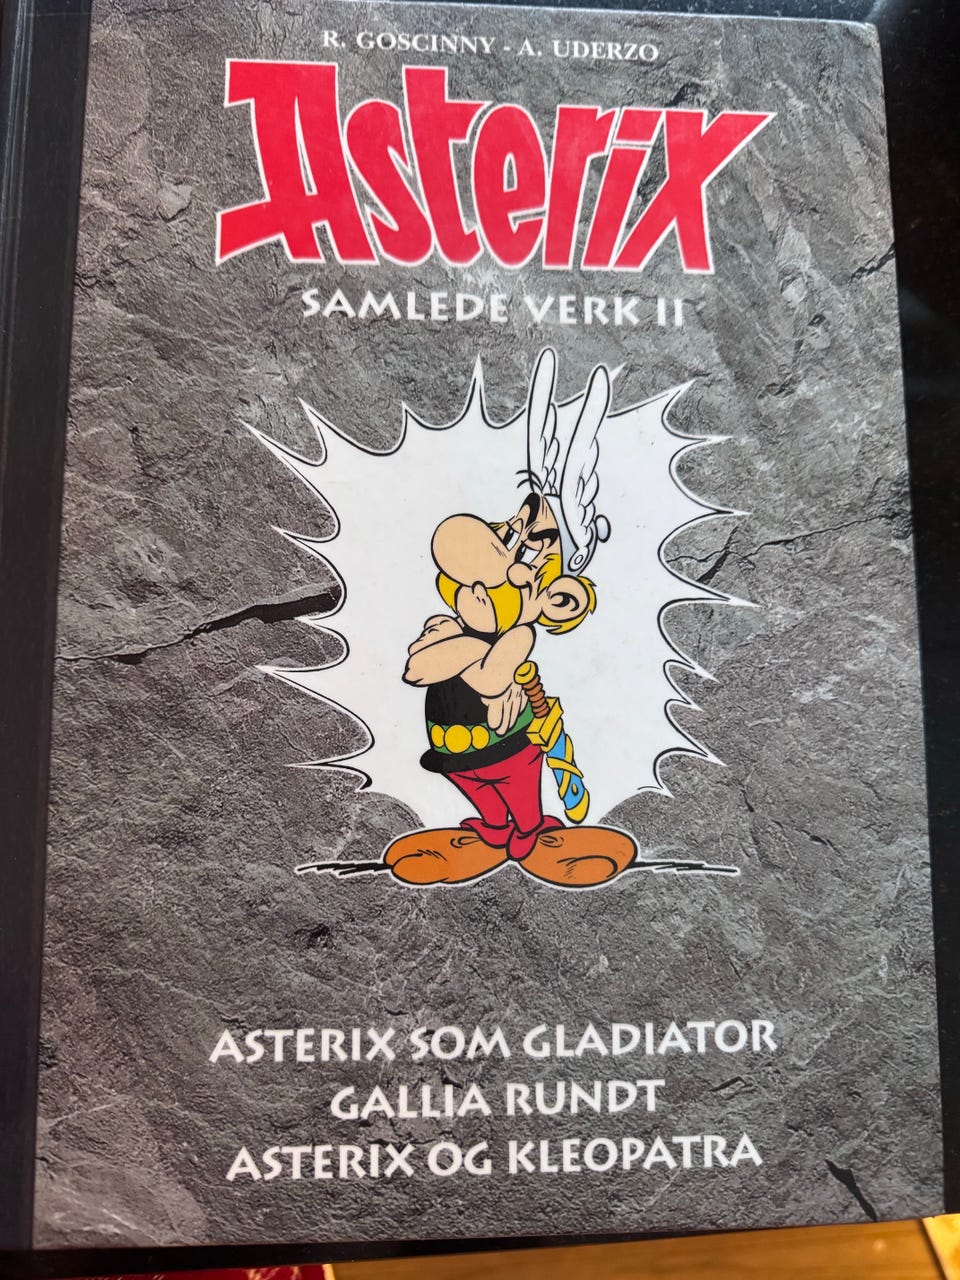 R. GOSCINNY - A. UDERZO
Asterix
SAMLEDE VERK II
ASTERIX SOM GLADIATOR
GALLIA RUNDT
ASTERIX OG KLEOPATRA